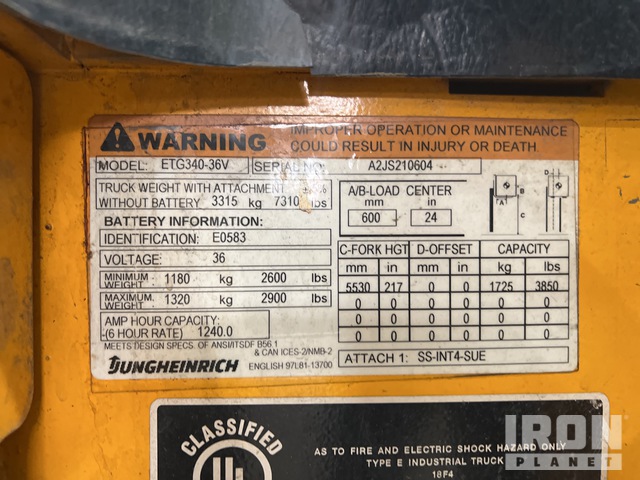 WARNING
IMPROPER OPERATION OR MAINTENANCE
COULD RESULT IN INJURY OR DEATH
MODEL: ETG340-36V SERIAL NO: A2JS210604
TRUCK WEIGHT WITH ATTACHMENT
WITHOUT BATTERY 3315 kg 7310 lbs
BATTERY INFORMATION:
IDENTIFICATION: E0583
VOLTAGE: 36
MINIMUM WEIGHT 1180 kg 2600 lbs
MAXIMUM WEIGHT 1320 kg 2900 lbs
AMP HOUR CAPACITY:
(6 HOUR RATE) 1240.0
MEETS DESIGN SPECS. OF ANSI/ITSDF B56.1
& CAN ICES-2/NMB-2
JUNGHEINRICH ENGLISH 97L81-13700
A/B-LOAD CENTER
mm in
600 24
A
C
D
B
C-FORK HGT D-OFFSET CAPACITY
mm in mm in kg lbs
5530 217 0 0 1725 3850
0 0 0 0 0 0
0 0 0 0 0 0
0 0 0 0 0 0
ATTACH 1: SS-INT4-SUE
CLASSIFIED
UL
AS TO FIRE AND ELECTRIC SHOCK HAZARD ONLY
TYPE E INDUSTRIAL TRUCK
18F4
IRON
PLANET